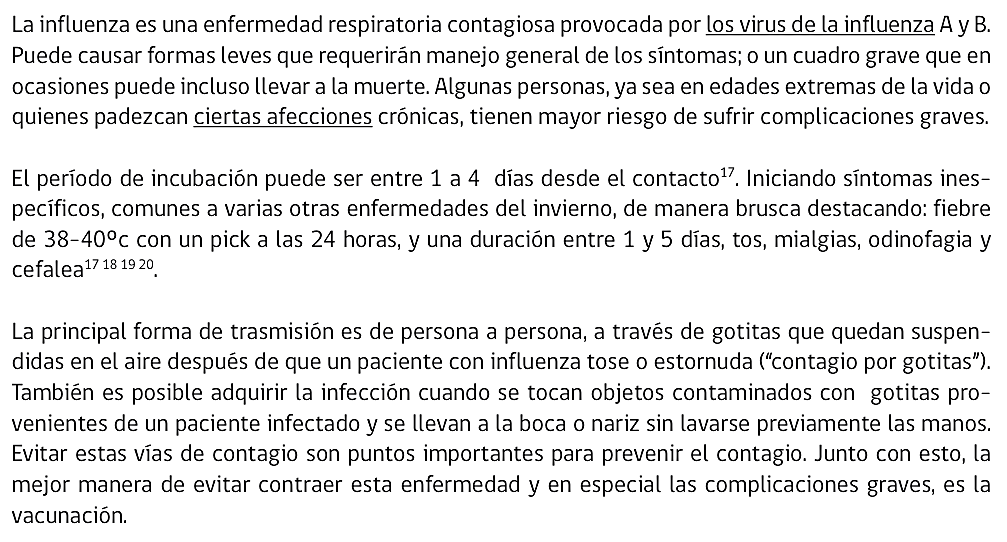 La influenza es una enfermedad respiratoria contagiosa provocada por los virus de la influenza A y B.
Puede causar formas leves que requerirán manejo general de los síntomas; o un cuadro grave que en
ocasiones puede incluso llevar a la muerte. Algunas personas, ya sea en edades extremas de la vida o
quienes padezcan ciertas afecciones crónicas, tienen mayor riesgo de sufrir complicaciones graves.
El período de incubación puede ser entre 1 a 4  días desde el contacto17. Iniciando síntomas ines-
pecíficos, comunes a varias otras enfermedades del invierno, de manera brusca destacando: fiebre
de 38-40ºc con un pick a las 24 horas, y una duración entre 1 y 5 días, tos, mialgias, odinofagia y
cefalea17 18 19 20.
La principal forma de trasmisión es de persona a persona, a través de gotitas que quedan suspen-
didas en el aire después de que un paciente con influenza tose o estornuda (“contagio por gotitas”).
También es posible adquirir la infección cuando se tocan objetos contaminados con  gotitas pro-
venientes de un paciente infectado y se llevan a la boca o nariz sin lavarse previamente las manos.
Evitar estas vías de contagio son puntos importantes para prevenir el contagio. Junto con esto, la
mejor manera de evitar contraer esta enfermedad y en especial las complicaciones graves, es la
vacunación.